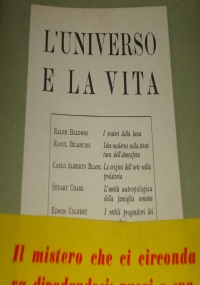 L'UNIVERSO
E LA VITA
RALPH BALDWIN I crateri della luna
RAOUL BILANCINI Idee moderne sulla strut-
tura dell'atmosfera
CARLO ALBERTO BLANC Le origini dell'arte nella
preistoria
STUART CHASE L'unità antropologica
della famiglia umana
EDWIN COLBERT I rettili progenitori dei
Il mistero che ci circonda